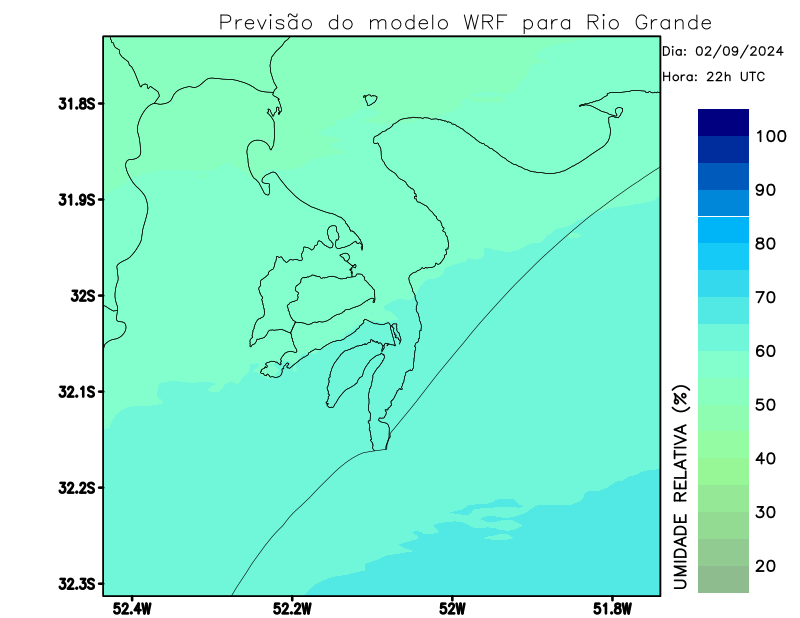 Previsão do modelo WRF para Rio Grande
Dia: 02/09/2024
Hora: 22h UTC
31.8S
31.9S
32S
32.1S
32.2S
32.3S
52.4W
52.2W
52W
51.8W
100
90
80
70
60
50
40
30
20
UMIDADE RELATIVA (%)